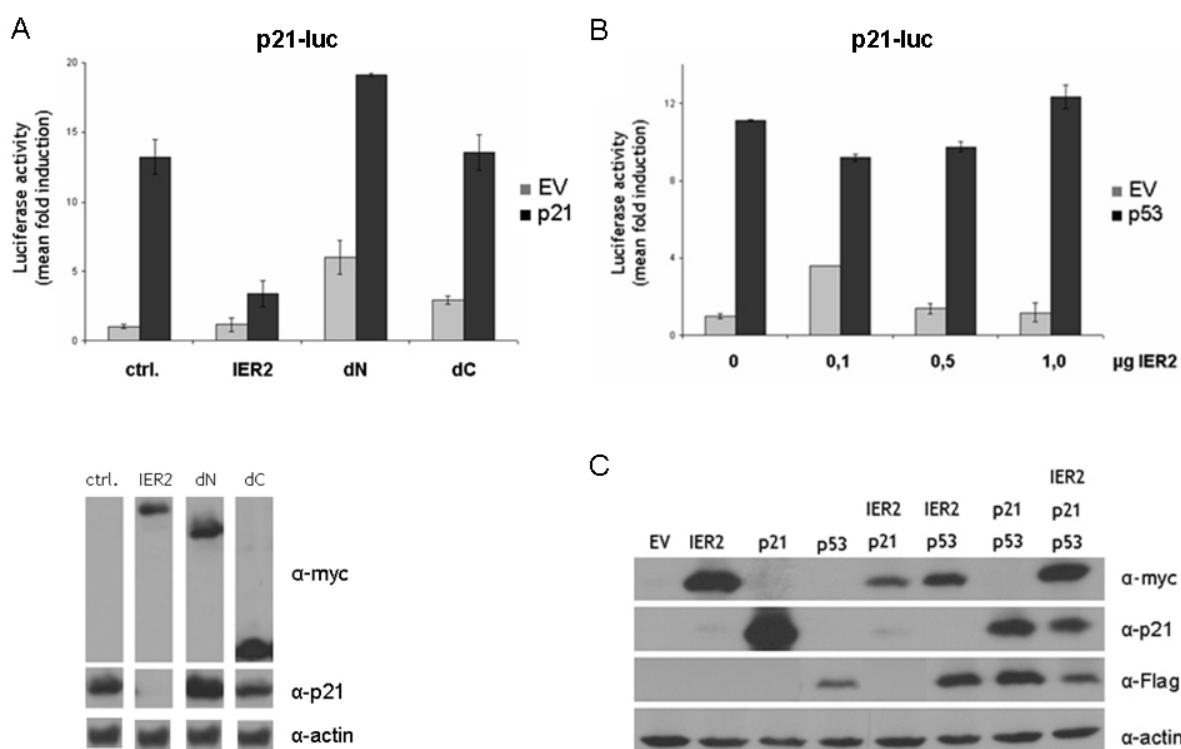 A
p21-luc
Luciferase activity
(mean fold induction)
20
15
10
5
0
ctrl. IER2 dN dC
EV
p21
B
p21-luc
Luciferase activity
(mean fold induction)
12
8
4
0
0 0,1 0,5 1,0 µg IER2
EV
p53
ctrl. IER2 dN dC
α-myc
α-p21
α-actin
C
IER2
IER2 IER2 p21 p21
EV IER2 p21 p53 p21 p53 p53 p53
α-myc
α-p21
α-Flag
α-actin